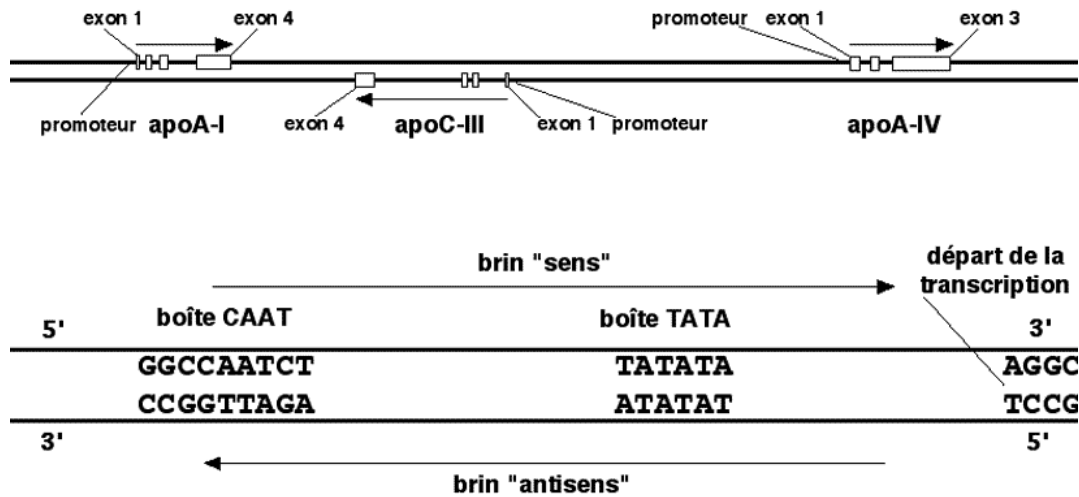 exon 1 exon 4 promoteur exon 1 exon 3
promoteur apoA-I exon 4 apoC-III exon 1 promoteur apoA-IV
brin "sens"
départ de la
transcription
5' boîte CAAT boîte TATA 3'
GGCCAATCT TATATA AGGC
CCGGTTAGA ATATAT TCCG
3' 5'
brin "antisens"